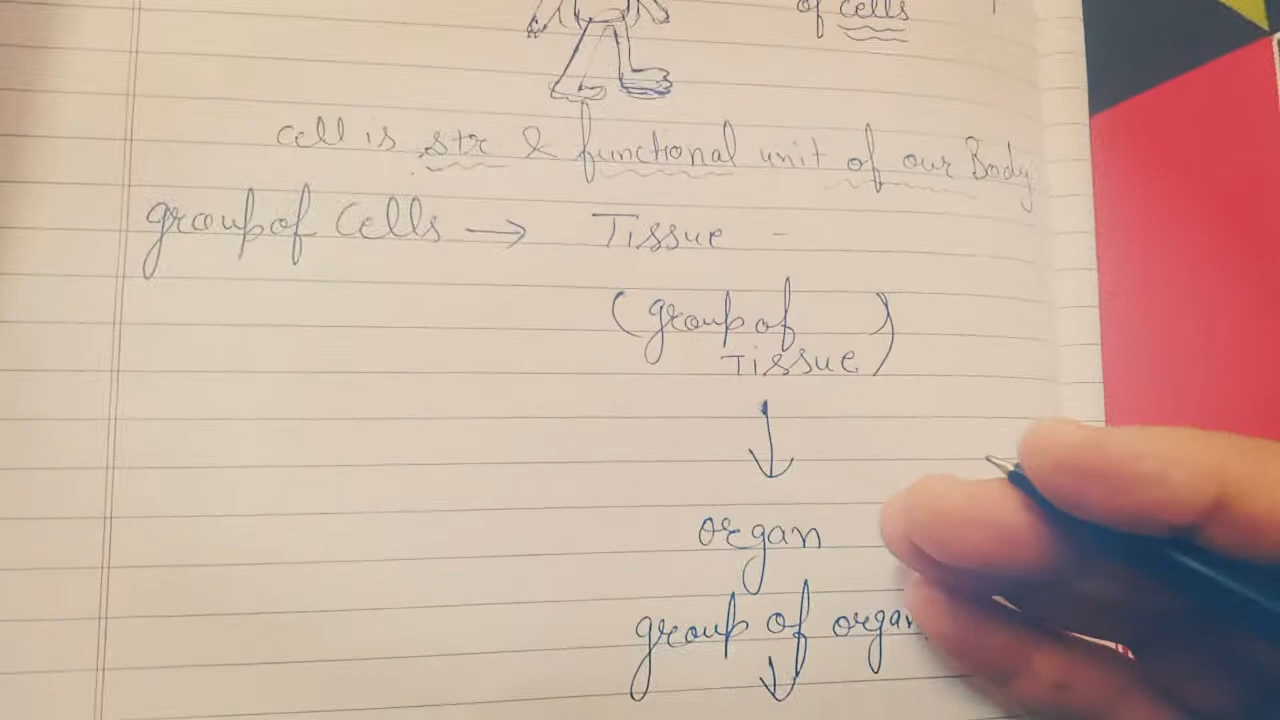 of cells
cell is str & functional unit of our Body
group of cells → Tissue -
(group of
Tissue)
↓
organ
group of organ
↓